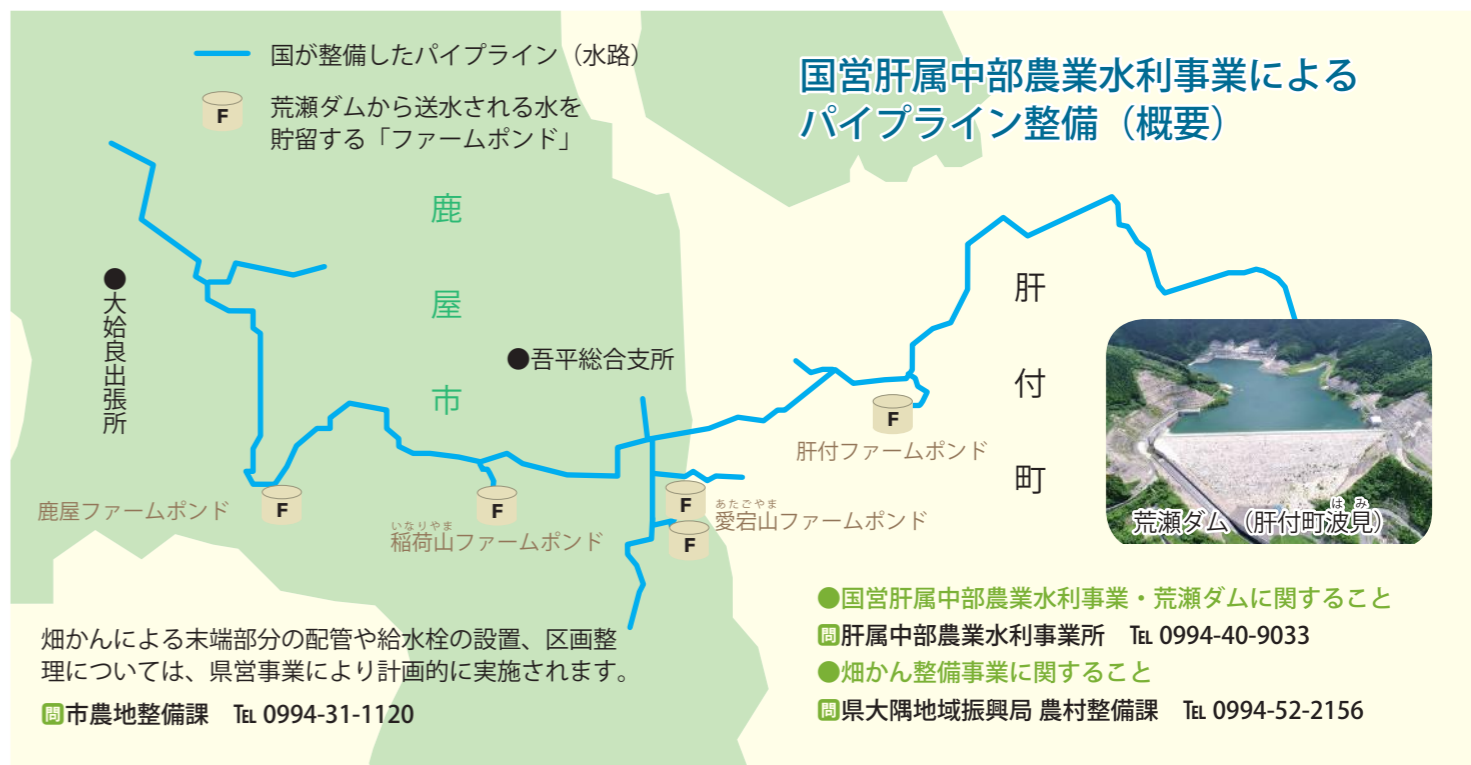 国が整備したパイプライン（水路）
F
荒瀬ダムから送水される水を
貯留する「ファームポンド」
国営肝属中部農業水利事業による
パイプライン整備（概要）
鹿屋市
肝付町
●大姶良出張所
●吾平総合支所
F
肝付ファームポンド
鹿屋ファームポンド
F
F
いなりやま
稲荷山ファームポンド
F
F
あたごやま
愛宕山ファームポンド
はみ
荒瀬ダム（肝付町波見）
畑かんによる末端部分の配管や給水栓の設置、区画整
理については、県営事業により計画的に実施されます。
問市農地整備課 ℡ 0994-31-1120
●国営肝属中部農業水利事業・荒瀬ダムに関すること
問肝属中部農業水利事業所 ℡ 0994-40-9033
●畑かん整備事業に関すること
問県大隅地域振興局 農村整備課 ℡ 0994-52-2156